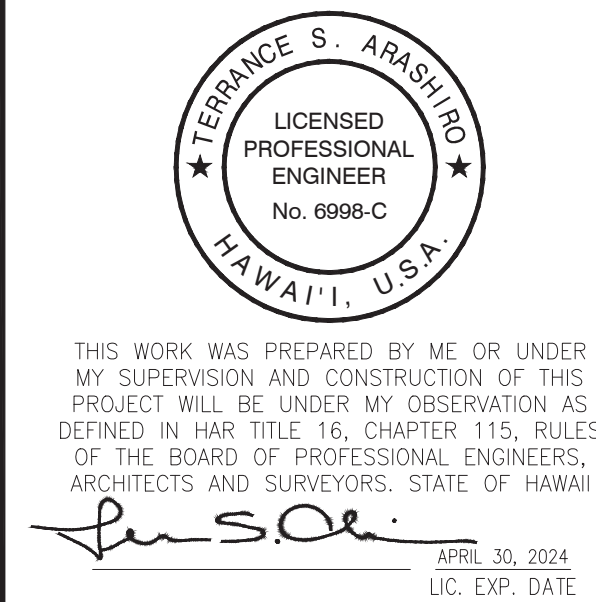 TERRANCE S. ARASHIRO
LICENSED
PROFESSIONAL
ENGINEER
No. 6998-C
HAWAI'I, U.S.A.
THIS WORK WAS PREPARED BY ME OR UNDER
MY SUPERVISION AND CONSTRUCTION OF THIS
PROJECT WILL BE UNDER MY OBSERVATION AS
DEFINED IN HAR TITLE 16, CHAPTER 115, RULES
OF THE BOARD OF PROFESSIONAL ENGINEERS,
ARCHITECTS AND SURVEYORS. STATE OF HAWAII
APRIL 30, 2024
LIC. EXP. DATE